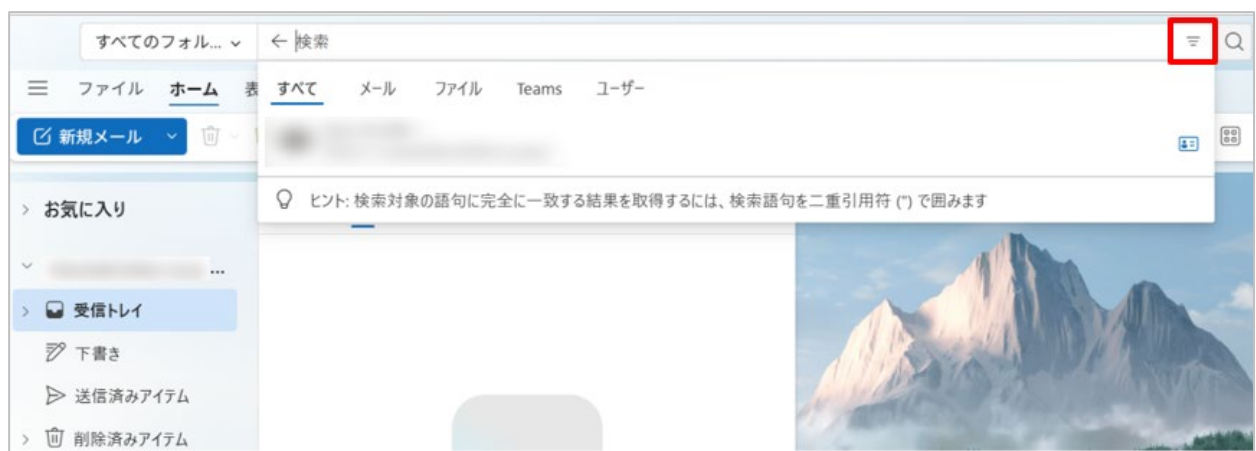 すべてのフォル...
検索
ファイル ホーム 表
すべて メール ファイル Teams ユーザー
新規メール
ヒント: 検索対象の語句に完全に一致する結果を取得するには、検索語句を二重引用符 (") で囲みます
お気に入り
...
受信トレイ
下書き
送信済みアイテム
削除済みアイテム